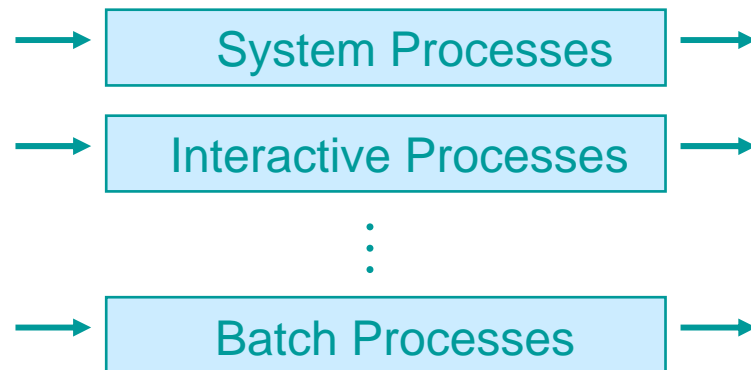 System Processes
Interactive Processes
Batch Processes